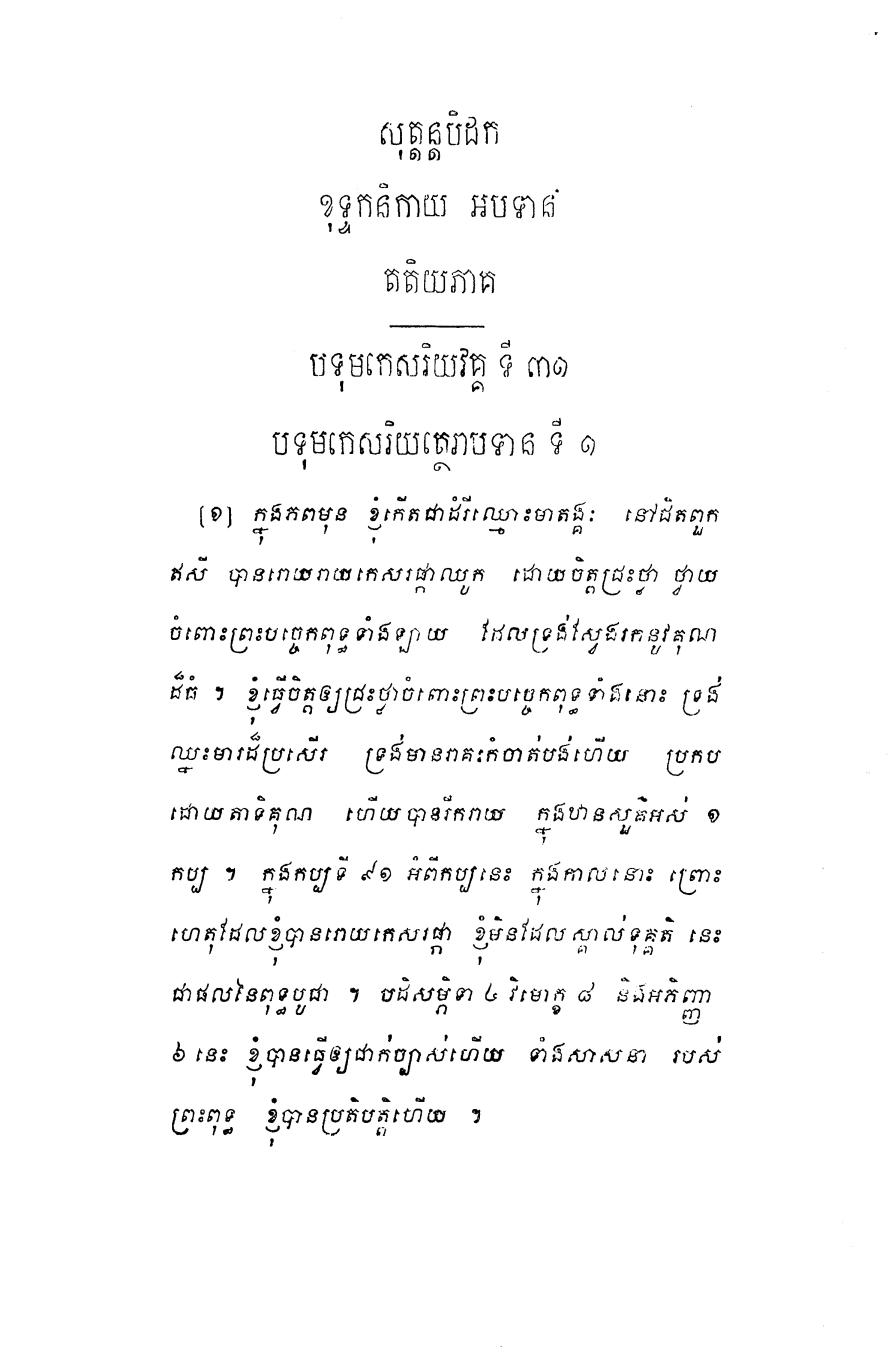 សុត្តន្តបិដក
ខុទ្ទកនិកាយ អបទាន
តតិយភាគ
បទុមកេសរិយវគ្គ ទី ៣១
បទុមកេសរិយត្ថេរាបទាន ទី ១
[១] ក្នុងភពមុន ខ្ញុំកើតជាដំរីឈ្មោះមាតង្គៈ នៅជិតពួក
ឥសី បានរោយរាយកេសរផ្កាឈូក ដោយចិត្តជ្រះថ្លា ថ្វាយ
ចំពោះព្រះបច្ចេកពុទ្ធទាំងឡាយ ដែលទ្រង់ស្វែងរកនូវគុណ
ដ៏ធំ ។ ខ្ញុំធ្វើចិត្តឲ្យជ្រះថ្លាចំពោះព្រះបច្ចេកពុទ្ធទាំងនោះ ទ្រង់
ឈ្នះមារដ៏ប្រសើរ ទ្រង់មានរាគៈកំចាត់បង់ហើយ ប្រកប
ដោយតាទិគុណ ហើយបានរីករាយ ក្នុងឋានសួគ៌អស់ ១
កប្ប ។ ក្នុងកប្បទី ៩១ អំពីកប្បនេះ ក្នុងកាលនោះ ព្រោះ
ហេតុដែលខ្ញុំបានរោយកេសរផ្កា ខ្ញុំមិនដែលស្គាល់ទុគ្គតិ នេះ
ជាផលនៃពុទ្ធបូជា ។ បដិសម្ភិទា ៤ វិមោក្ខ ៨ និងអភិញ្ញា
៦ នេះ ខ្ញុំបានធ្វើឲ្យជាក់ច្បាស់ហើយ ទាំងសាសនា របស់
ព្រះពុទ្ធ ខ្ញុំបានប្រតិបត្តិហើយ ។